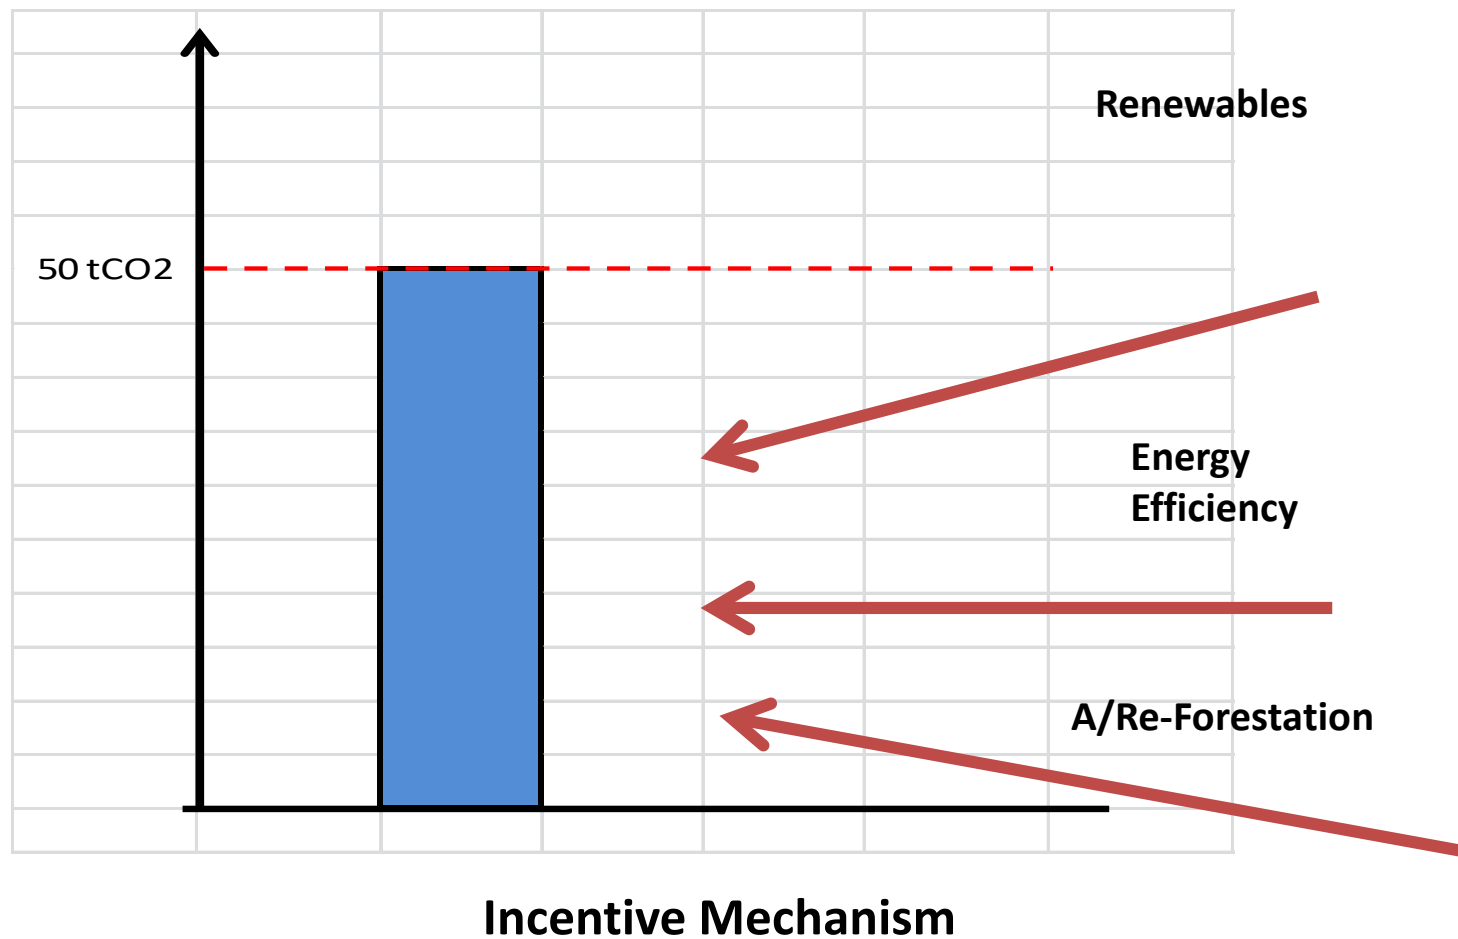 Renewables
50 tCO2
Energy
Efficiency
A/Re-Forestation
Incentive Mechanism